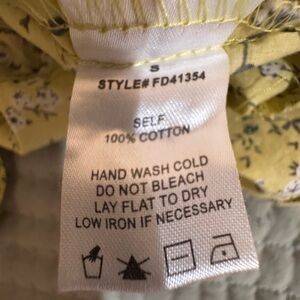 S
STYLE# FD41354
SELF
100% COTTON
HAND WASH COLD
DO NOT BLEACH
LAY FLAT TO DRY
LOW IRON IF NECESSARY